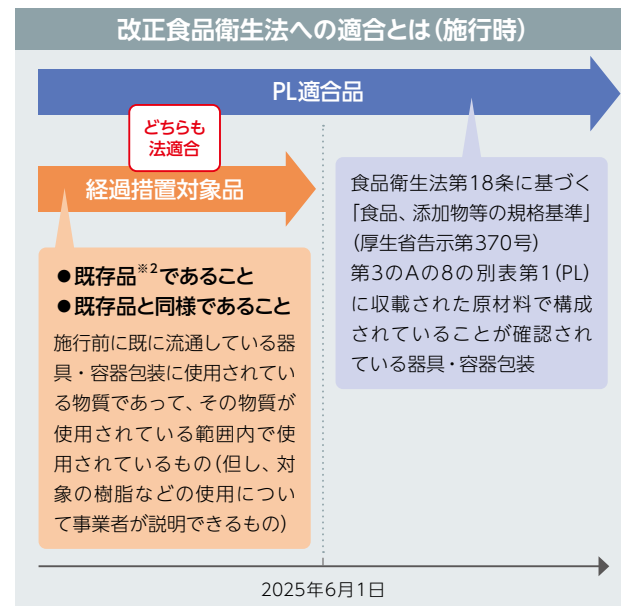 改正食品衛生法への適合とは(施行時)
PL適合品
どちらも
法適合
経過措置対象品
●既存品※2であること
●既存品と同様であること
施行前に既に流通している器
具・容器包装に使用されてい
る物質であって、その物質が
使用されている範囲内で使
用されているもの(但し、対
象の樹脂などの使用につい
て事業者が説明できるもの)
食品衛生法第18条に基づく
「食品、添加物等の規格基準」
(厚生省告示第370号)
第3のAの8の別表第1(PL)
に収載された原材料で構成
されていることが確認され
ている器具・容器包装
2025年6月1日